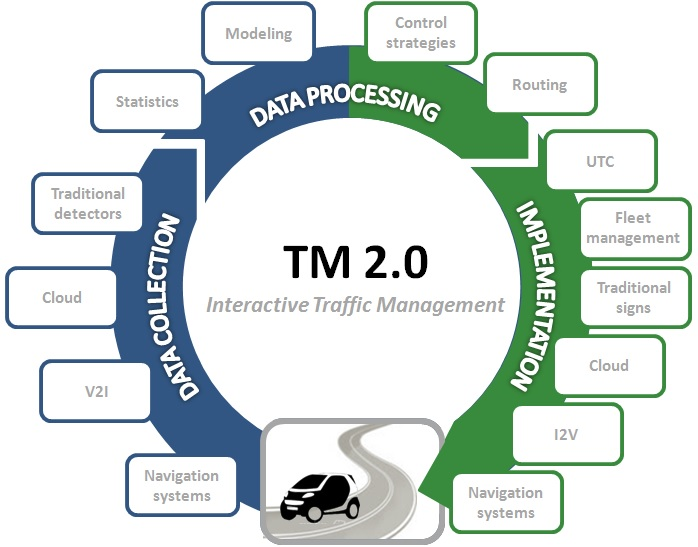 Modeling
Control
strategies
Statistics
Routing
DATA PROCESSING
UTC
Traditional
detectors
Fleet
management
DATA COLLECTION
IMPLEMENTATION
TM 2.0
Interactive Traffic Management
Cloud
Traditional
signs
V2I
Cloud
I2V
Navigation
systems
Navigation
systems